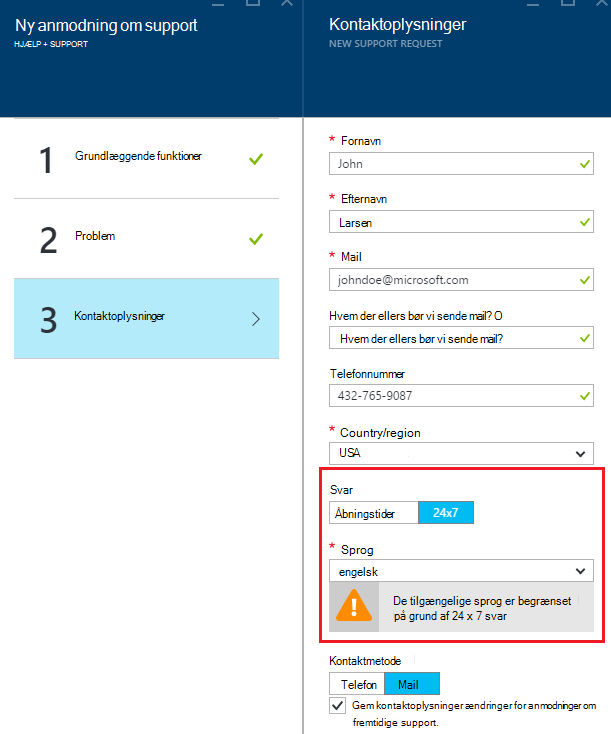 Ny anmodning om support
HJÆLP + SUPPORT
1
Grundlæggende funktioner
2
Problem
3
Kontaktoplysninger
Kontaktoplysninger
NEW SUPPORT REQUEST
* Fornavn
John
* Efternavn
Larsen
* Mail
johndoe@microsoft.com
Hvem der ellers bør vi sende mail? O
Hvem der ellers bør vi sende mail?
Telefonnummer
432-765-9087
* Country/region
USA
Svar
Åbningstider 24x7
* Sprog
engelsk
De tilgængelige sprog er begrænset
på grund af 24 x 7 svar
Kontaktmetode
Telefon Mail
Gem kontaktoplysninger ændringer for anmodninger om
fremtidige support.